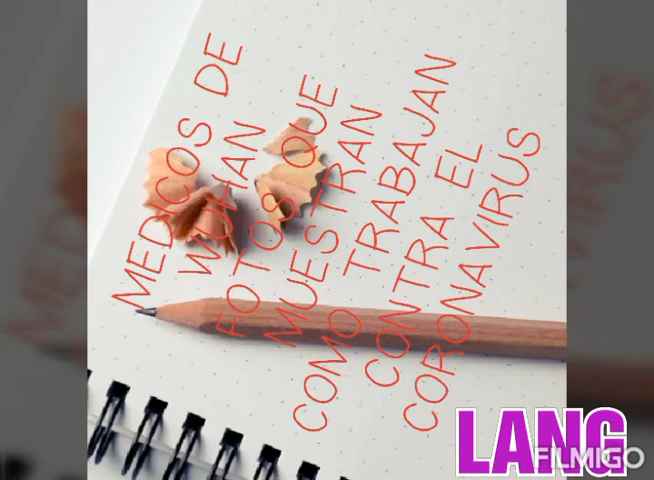 MEDICOS DE
WUHAN
FOTOS QUE
MUESTRAN
COMO TRABAJAN
CONTRA EL
CORONAVIRUS
LANG
FILMIGO